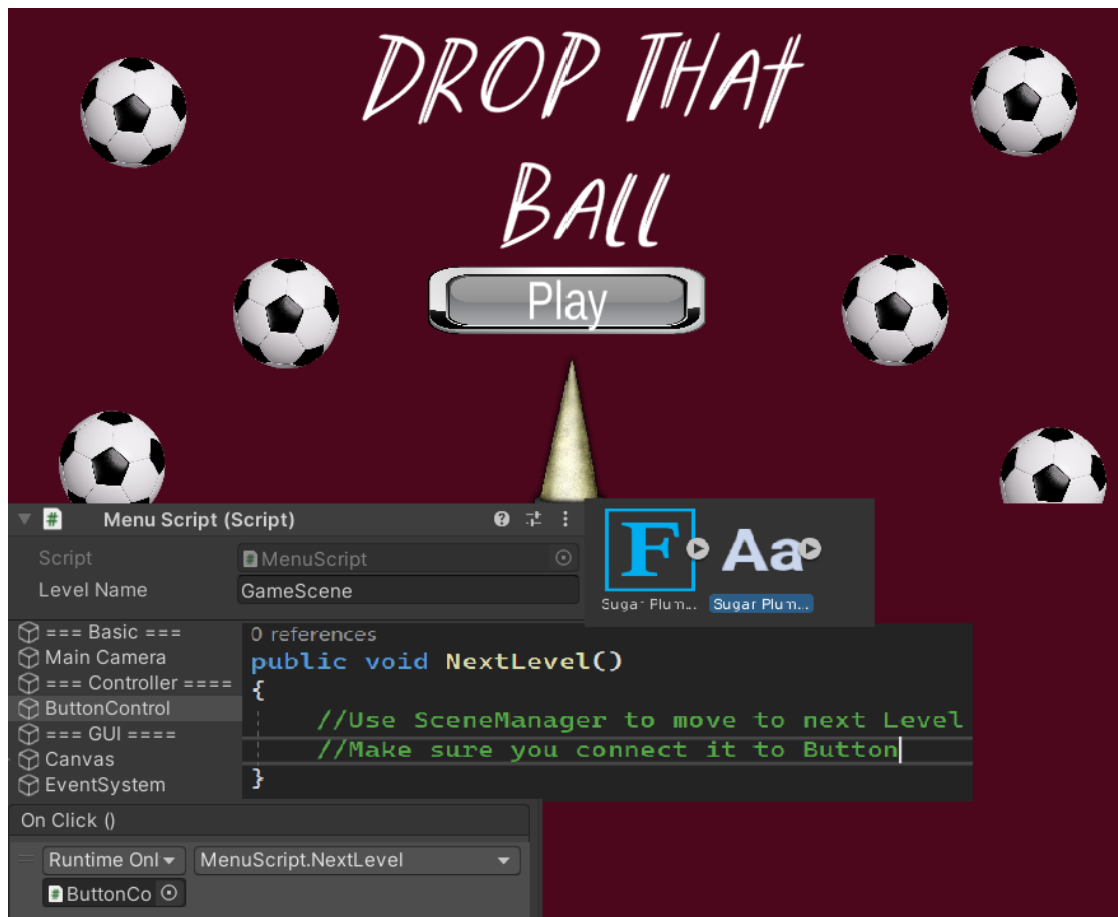 DROP THAT
BALL
Play
Menu Script (Script)
Script
MenuScript
Level Name
GameScene
F
Aa
Sugar Plum...
Sugar Plum...
=== Basic ===
Main Camera
=== Controller ====
ButtonControl
=== GUI ====
Canvas
EventSystem
0 references
public void NextLevel()
{
//Use SceneManager to move to next Level
//Make sure you connect it to Button
}
On Click ()
Runtime Onl
MenuScript.NextLevel
ButtonCo